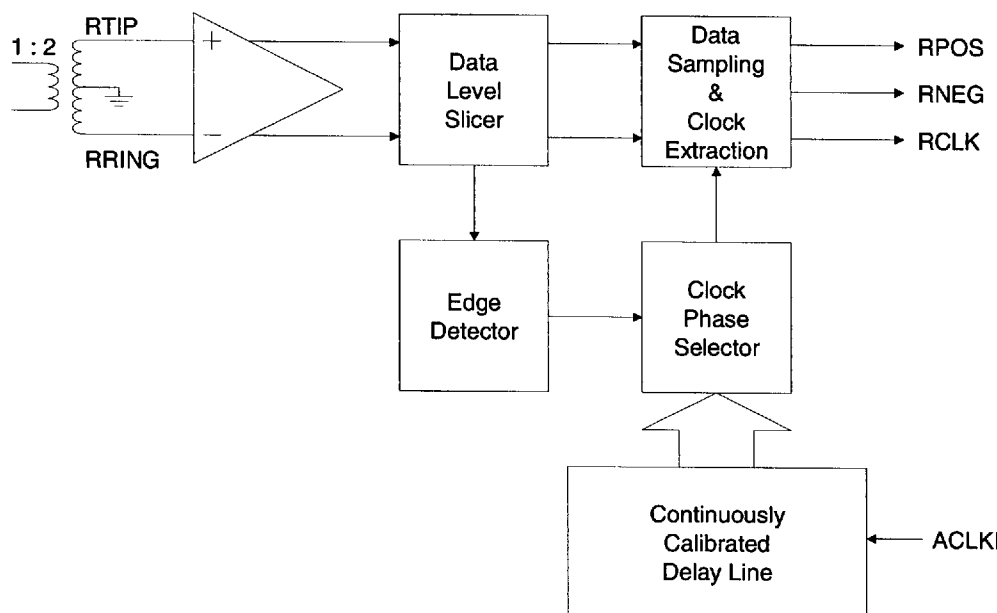 1 : 2
RTIP
RRING
+
−
Data
Level
Slicer
Data
Sampling
&
Clock
Extraction
RPOS
RNEG
RCLK
Edge
Detector
Clock
Phase
Selector
Continuously
Calibrated
Delay Line
ACLKI